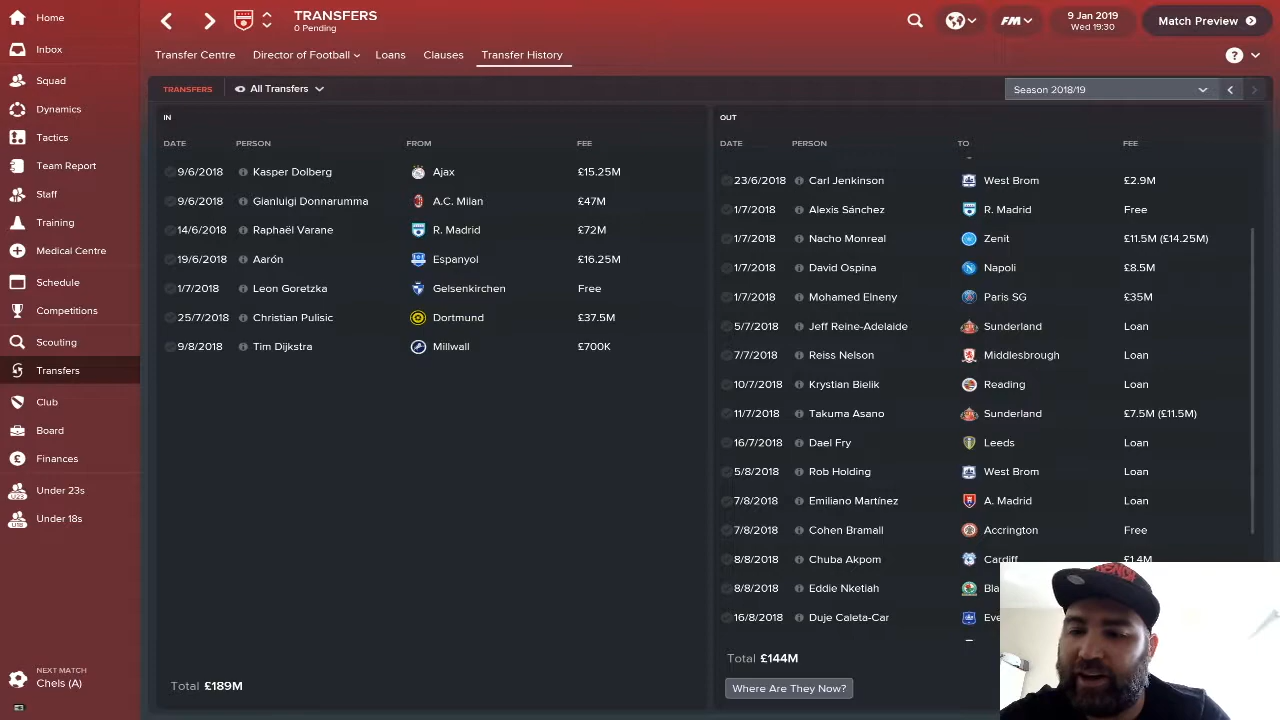 Home
TRANSFERS
0 Pending
FM
9 Jan 2019
Wed 19:30
Match Preview
Inbox
Transfer Centre
Director of Football
Loans
Clauses
Transfer History
?
Squad
TRANSFERS
All Transfers
Season 2018/19
Dynamics
Tactics
Team Report
Staff
Training
Medical Centre
Schedule
Competitions
Scouting
Transfers
Club
Board
Finances
U23
Under 23s
U18
Under 18s
NEXT MATCH
Chels (A)
IN
DATE PERSON FROM FEE
9/6/2018 Kasper Dolberg Ajax £15.25M
9/6/2018 Gianluigi Donnarumma A.C. Milan £47M
14/6/2018 Raphaël Varane R. Madrid £72M
19/6/2018 Aarón Espanyol £16.25M
1/7/2018 Leon Goretzka Gelsenkirchen Free
25/7/2018 Christian Pulisic Dortmund £37.5M
9/8/2018 Tim Dijkstra Millwall £700K
Total £189M
OUT
DATE PERSON TO FEE
23/6/2018 Carl Jenkinson West Brom £2.9M
1/7/2018 Alexis Sánchez R. Madrid Free
1/7/2018 Nacho Monreal Zenit £11.5M (£14.25M)
1/7/2018 David Ospina Napoli £8.5M
1/7/2018 Mohamed Elneny Paris SG £35M
5/7/2018 Jeff Reine-Adelaide Sunderland Loan
7/7/2018 Reiss Nelson Middlesbrough Loan
10/7/2018 Krystian Bielik Reading Loan
11/7/2018 Takuma Asano Sunderland £7.5M (£11.5M)
16/7/2018 Dael Fry Leeds Loan
5/8/2018 Rob Holding West Brom Loan
7/8/2018 Emiliano Martínez A. Madrid Loan
7/8/2018 Cohen Bramall Accrington Free
8/8/2018 Chuba Akpom Cardiff £1.4M
8/8/2018 Eddie Nketiah Bla
16/8/2018 Duje Caleta-Car Eve
Total £144M
Where Are They Now?